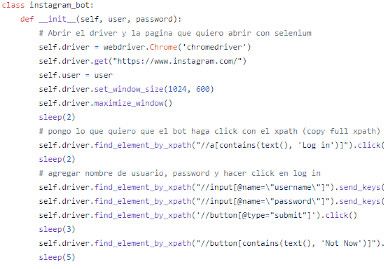 class instagram_bot:
def __init__(self, user, password):
# Abrir el driver y la pagina que quiero abrir con selenium
self.driver = webdriver.Chrome('chromedriver')
self.driver.get("https://www.instagram.com/")
self.user = user
self.driver.set_window_size(1024, 600)
self.driver.maximize_window()
sleep(2)
# pongo lo que quiero que el bot haga click con el xpath (copy full xpath)
self.driver.find_element_by_xpath("//a[contains(text(), 'Log in')]").click(
sleep(2)
# agregar nombre de usuario, password y hacer click en log in
self.driver.find_element_by_xpath("//input[@name=\"username\"]").send_keys(
self.driver.find_element_by_xpath("//input[@name=\"password\"]").send_keys(
self.driver.find_element_by_xpath('//button[@type="submit"]').click()
sleep(3)
self.driver.find_element_by_xpath("//button[contains(text(), 'Not Now')]").
sleep(5)